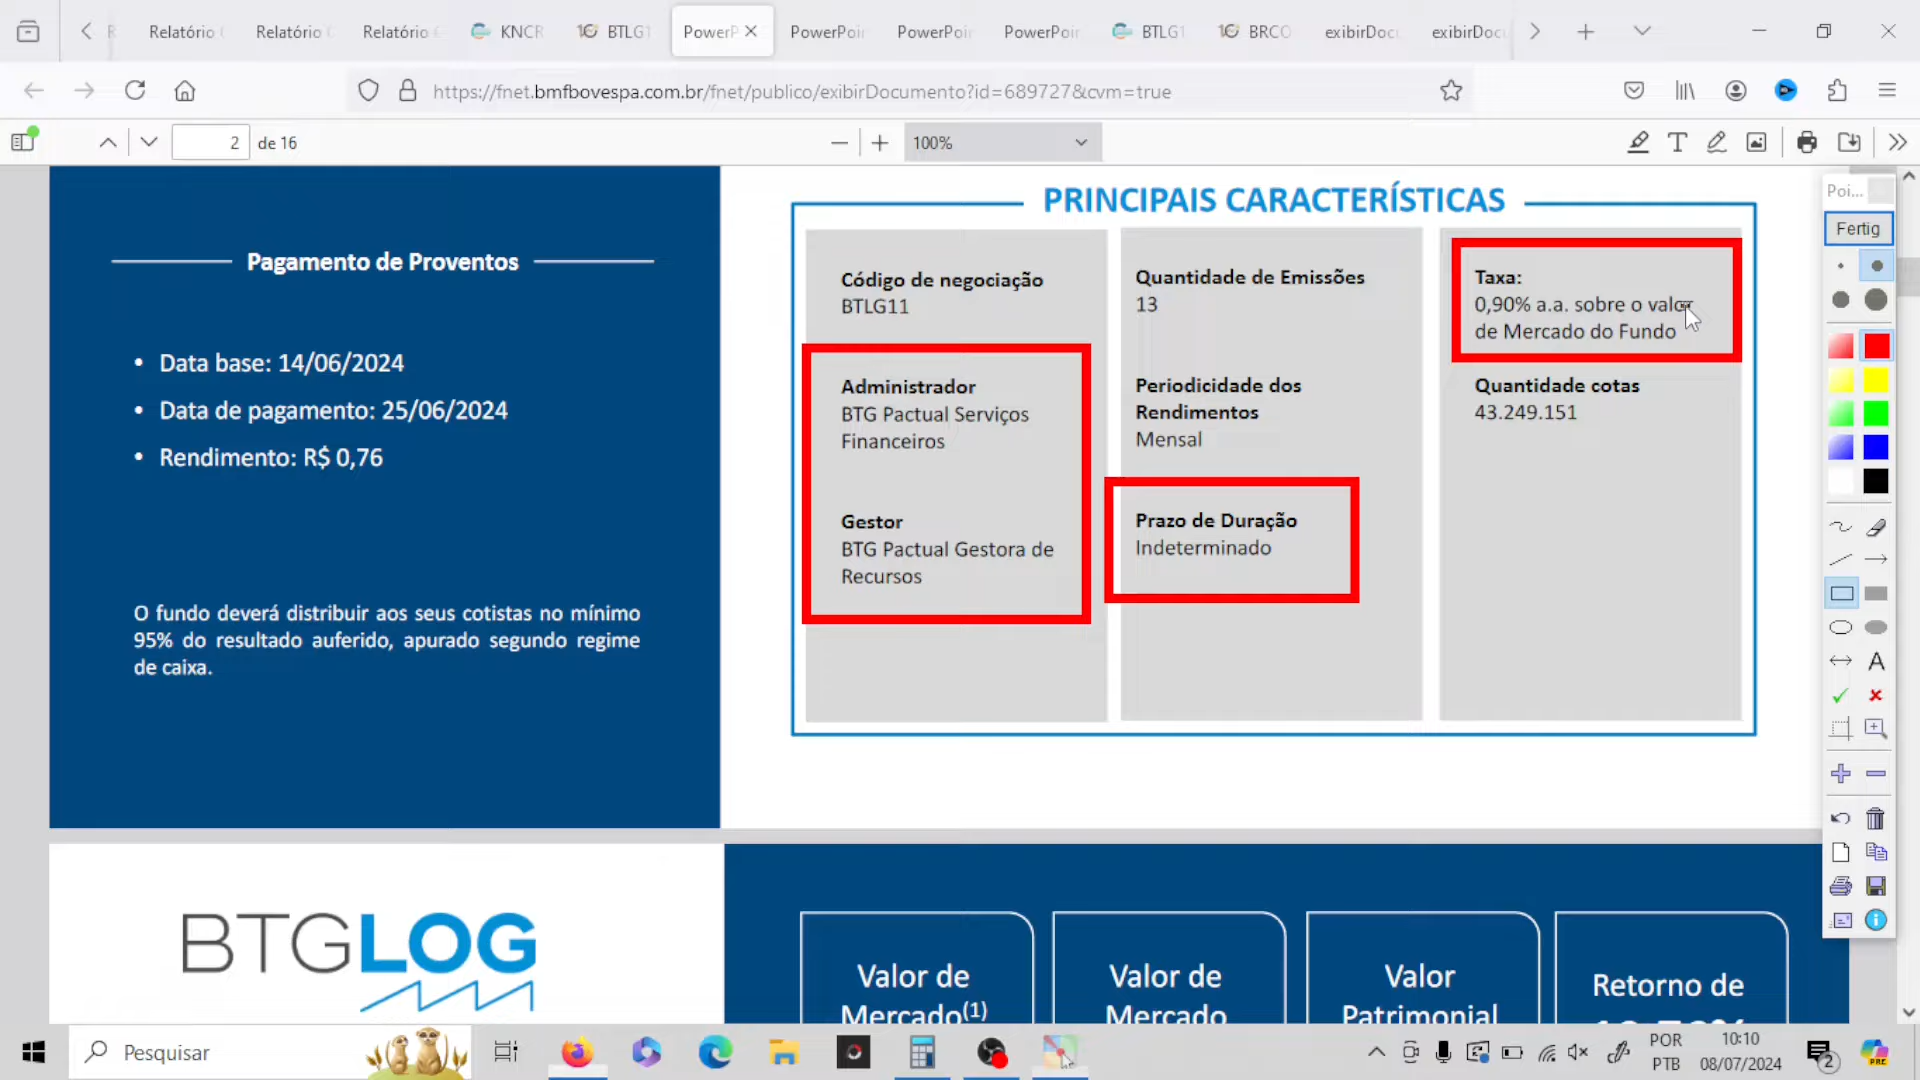 Relatório
Relatório
Relatório
KNCR
BTLG1
PowerP
PowerPoi
PowerPoi
PowerPoi
BTLG1
BRCO
exibirDoc
exibirDoc
https://fnet.bmfbovespa.com.br/fnet/publico/exibirDocumento?id=689727&cvm=true
2 de 16
100%
Pagamento de Proventos
• Data base: 14/06/2024
• Data de pagamento: 25/06/2024
• Rendimento: R$ 0,76
O fundo deverá distribuir aos seus cotistas no mínimo
95% do resultado auferido, apurado segundo regime
de caixa.
PRINCIPAIS CARACTERÍSTICAS
Código de negociação
BTLG11
Administrador
BTG Pactual Serviços
Financeiros
Gestor
BTG Pactual Gestora de
Recursos
Quantidade de Emissões
13
Periodicidade dos
Rendimentos
Mensal
Prazo de Duração
Indeterminado
Taxa:
0,90% a.a. sobre o valor
de Mercado do Fundo
Quantidade cotas
43.249.151
Poi...
Fertig
A
BTGLOG
Valor de
Mercado(1)
Valor de
Mercado
Valor
Patrimonial
Retorno de
Pesquisar
POR
PTB
10:10
08/07/2024
2
PRE